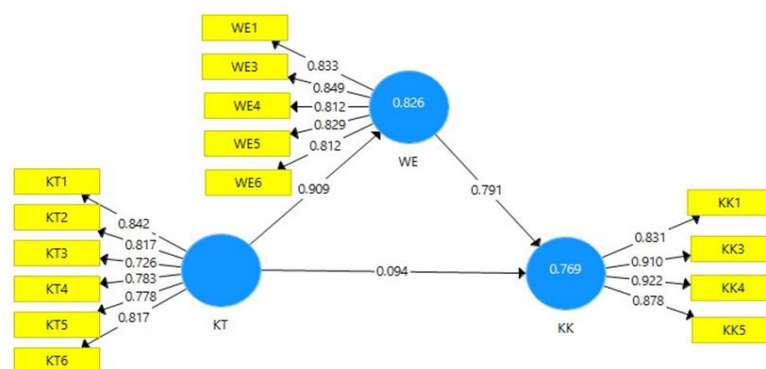 WE1
WE3
WE4
WE5
WE6
0.833
0.849
0.812
0.829
0.812
0.826
WE
0.909
0.791
KT1
KT2
KT3
KT4
KT5
KT6
0.842
0.817
0.726
0.783
0.778
0.817
KT
0.094
0.769
KK
0.831
0.910
0.922
0.878
KK1
KK3
KK4
KK5